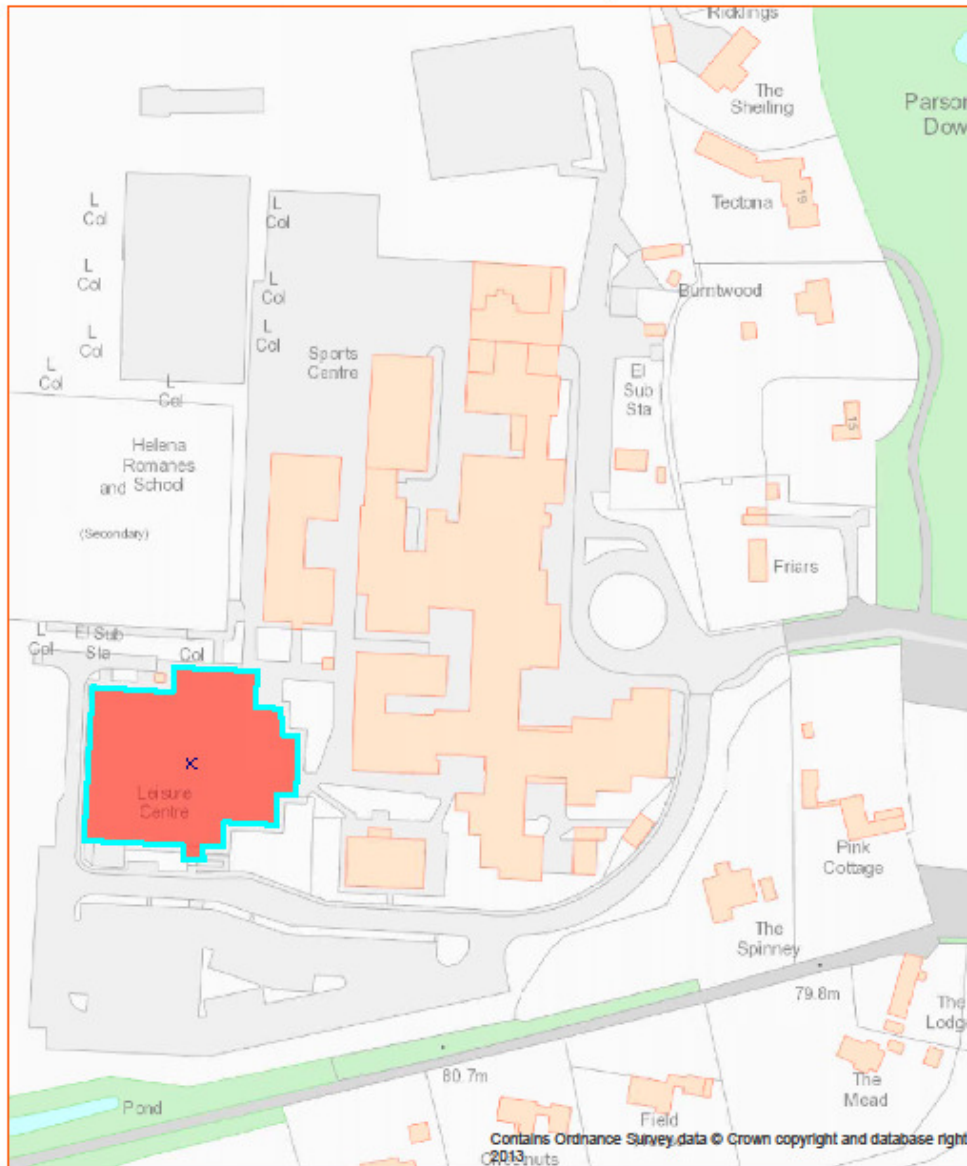 Ricklings
The
Sheiling
Parson
Dow
Tectona
19
L
Col
L
Col
L
Col
L
Col
Burntwood
L
Col
L
Col
L
Col
Sports
Centre
L
Col
El
Sub
Sta
15
Helena
Romanes
and School
(Secondary)
Friars
L
Col
El Sub
Sta
L
Col
Leisure
Centre
Pink
Cottage
The
Spinney
79.8m
The
Lodge
80.7m
The
Mead
Pond
Field
Contains Ordnance Survey data © Crown copyright and database right
2013
Chestnuts